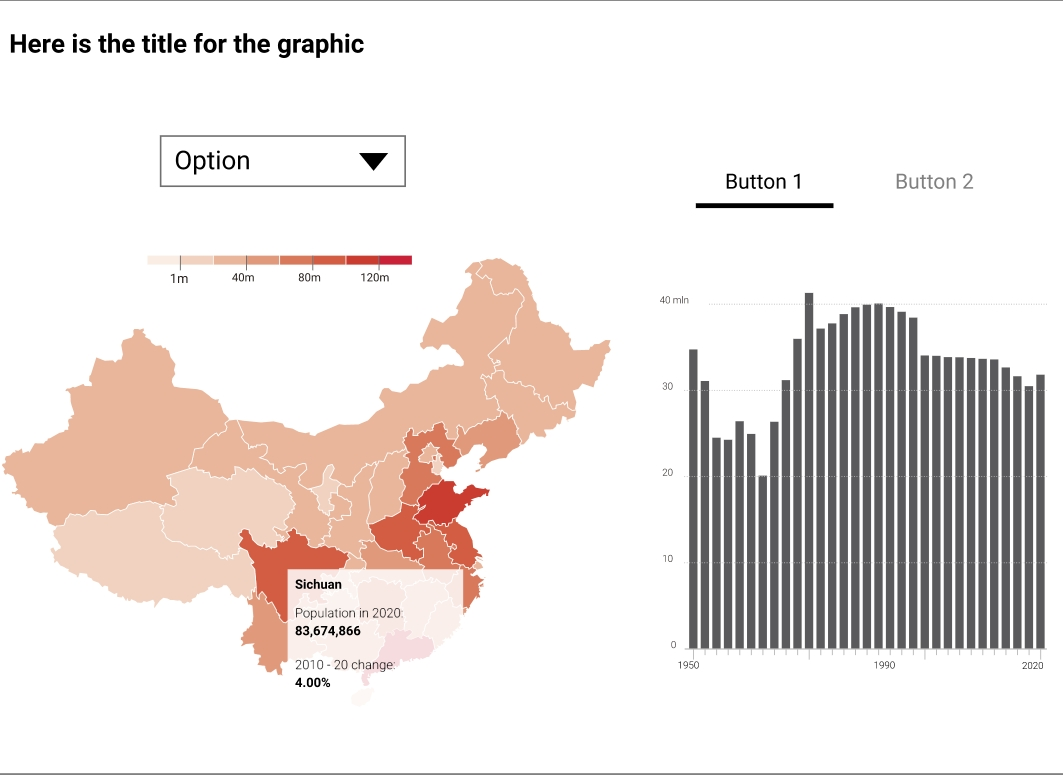 Here is the title for the graphic
Option
1m 40m 80m 120m
Sichuan
Population in 2020:
83,674,866
2010 - 20 change:
4.00%
Button 1 Button 2
40 mln
30
20
10
0
1950 1990 2020